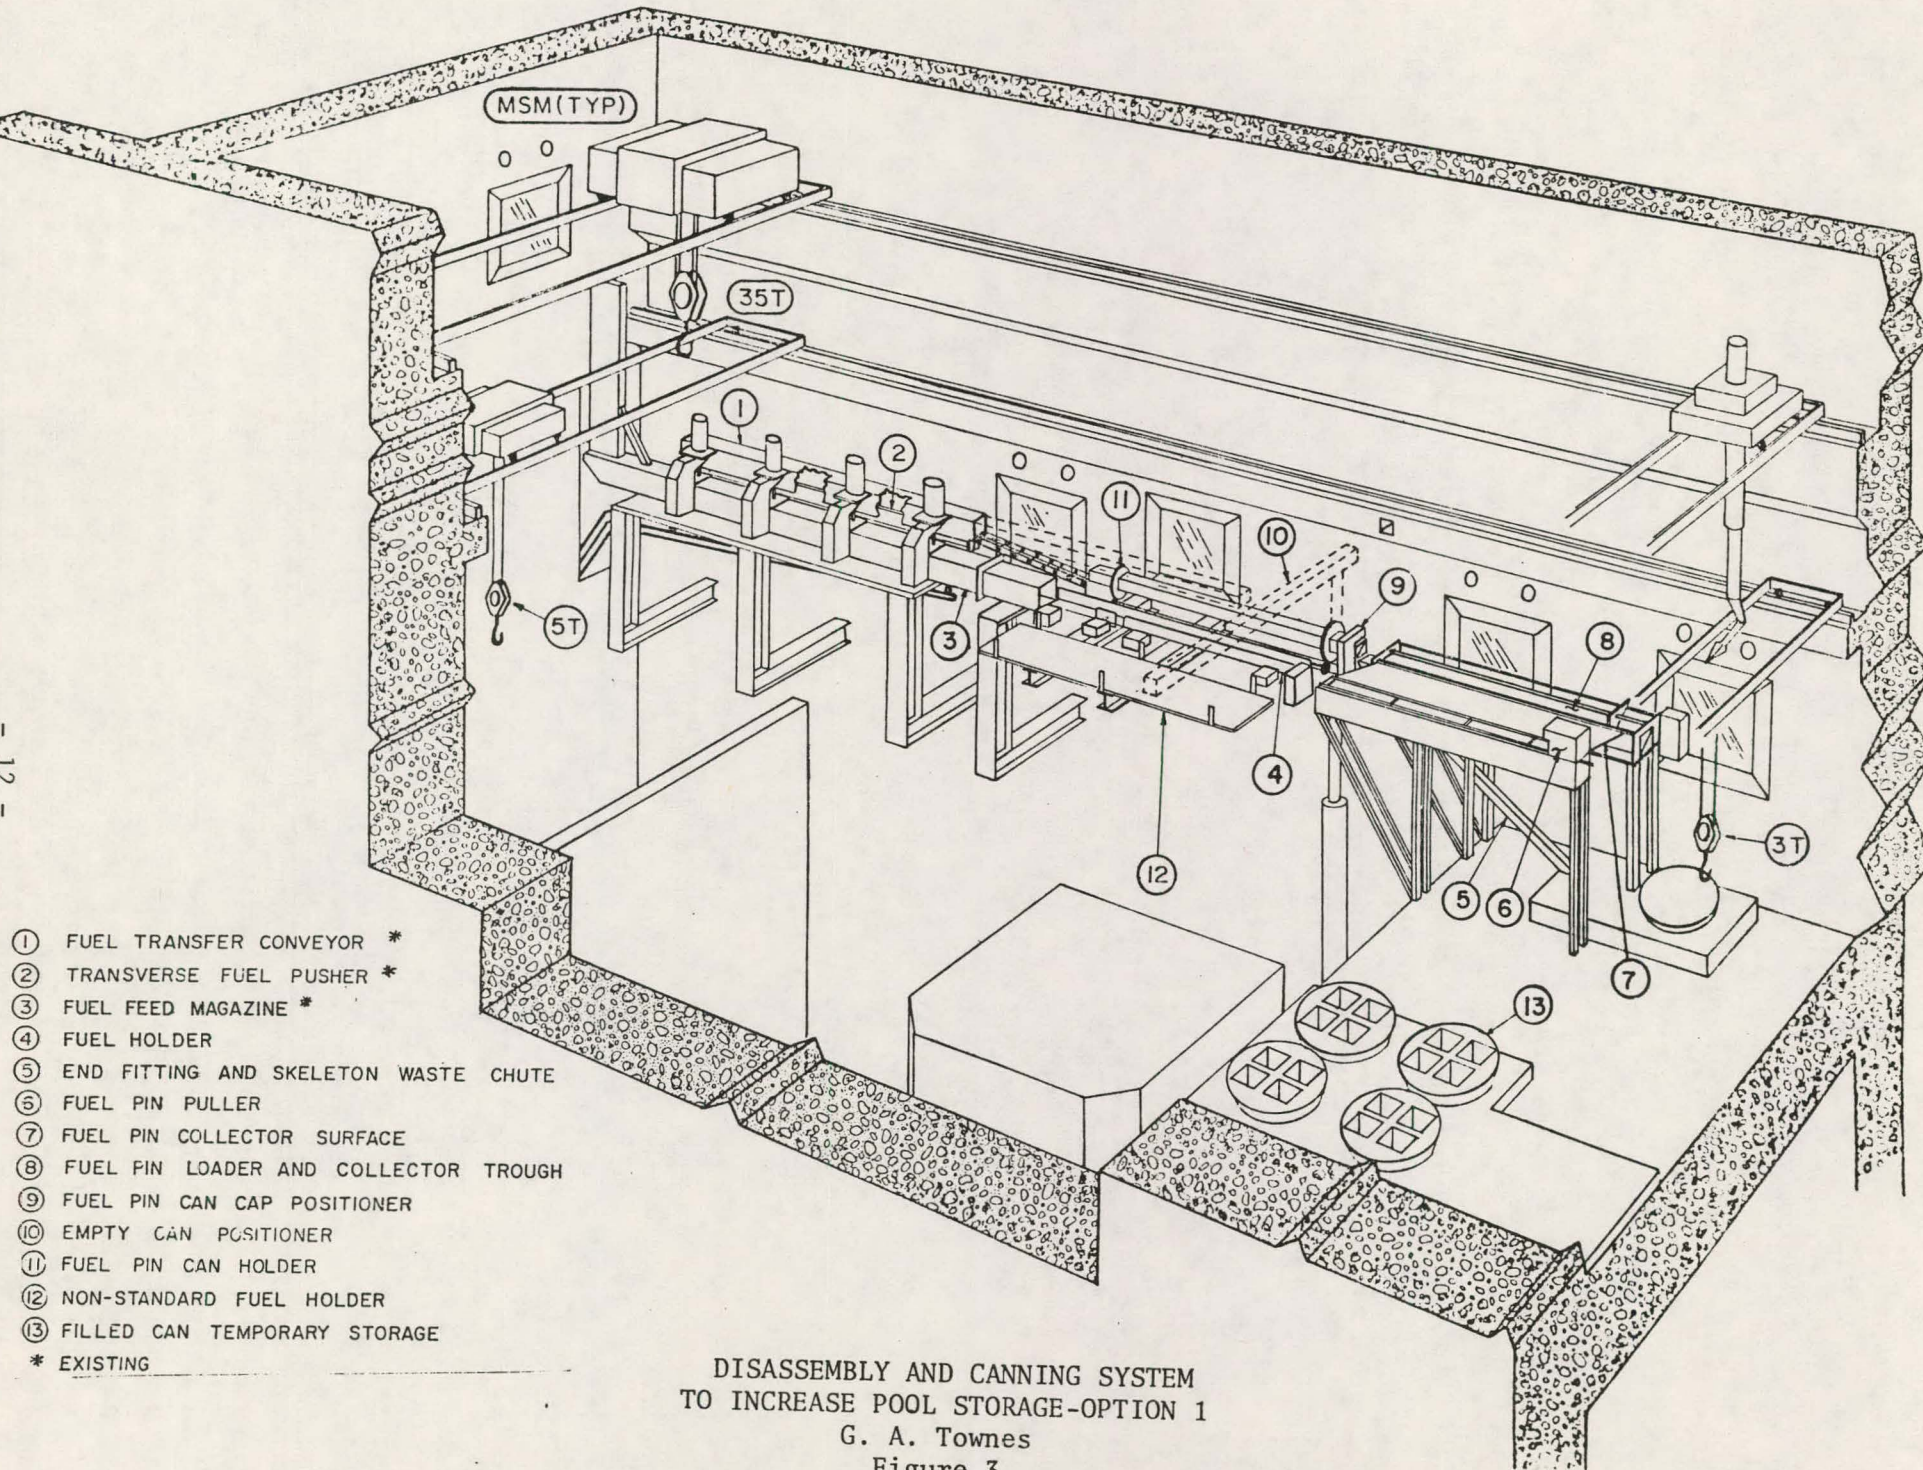 MSM(TYP)
35T
1
2
11
10
9
5T
3
8
4
12
3T
5
6
7
13
- 12 -
① FUEL TRANSFER CONVEYOR *
② TRANSVERSE FUEL PUSHER *
③ FUEL FEED MAGAZINE *
④ FUEL HOLDER
⑤ END FITTING AND SKELETON WASTE CHUTE
⑥ FUEL PIN PULLER
⑦ FUEL PIN COLLECTOR SURFACE
⑧ FUEL PIN LOADER AND COLLECTOR TROUGH
⑨ FUEL PIN CAN CAP POSITIONER
⑩ EMPTY CAN POSITIONER
⑪ FUEL PIN CAN HOLDER
⑫ NON-STANDARD FUEL HOLDER
⑬ FILLED CAN TEMPORARY STORAGE
* EXISTING
DISASSEMBLY AND CANNING SYSTEM
TO INCREASE POOL STORAGE-OPTION 1
G. A. Townes
Figure 3